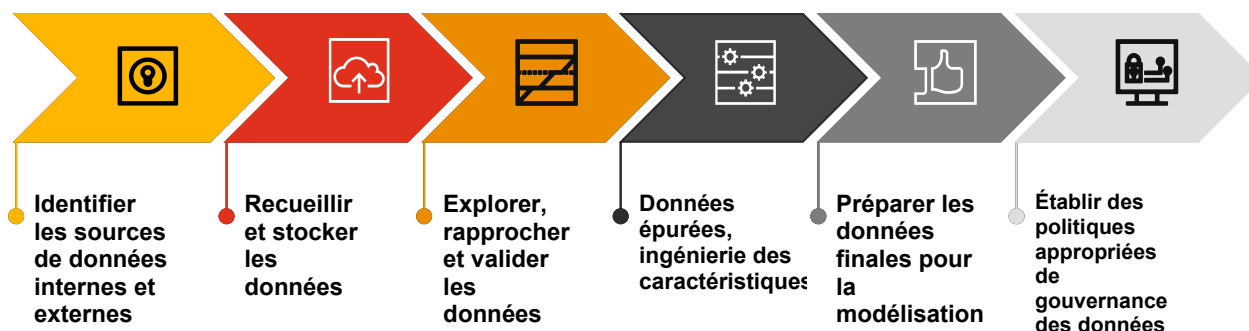 Identifier
les sources
de données
internes et
externes
Recueillir
et stocker
les
données
Explorer,
rapprocher
et valider
les
données
Données
épurées,
ingénierie des
caractéristiques
Préparer les
données
finales pour
la
modélisation
Établir des
politiques
appropriées
de
gouvernance
des données